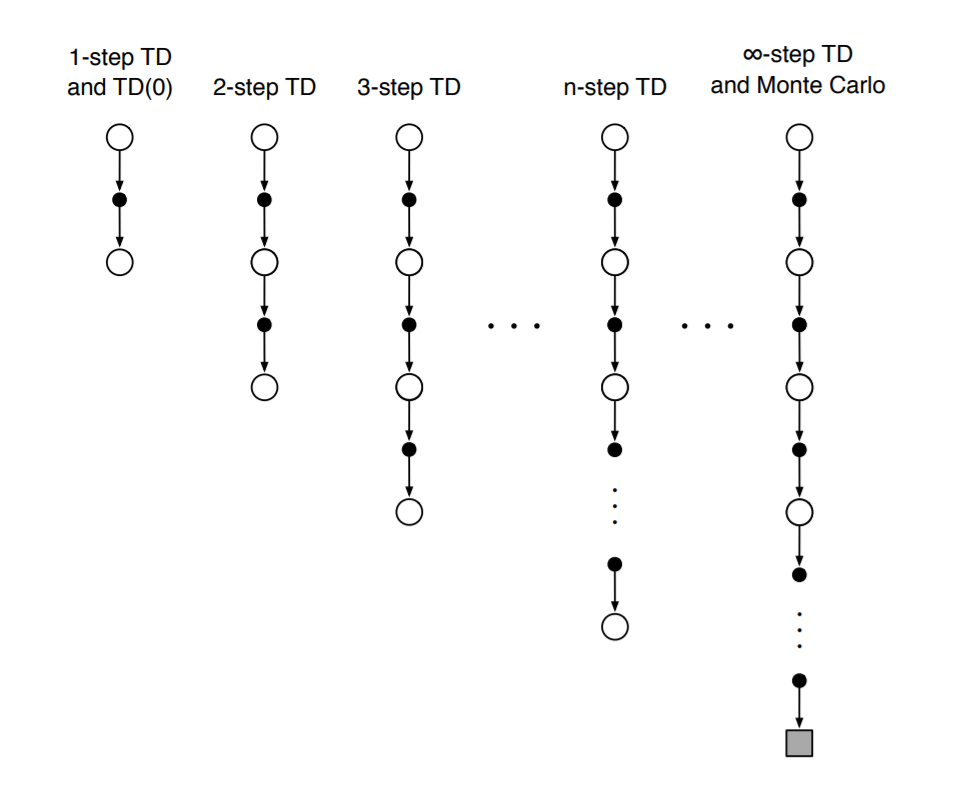 1-step TD
and TD(0)
2-step TD
3-step TD
n-step TD
∞-step TD
and Monte Carlo